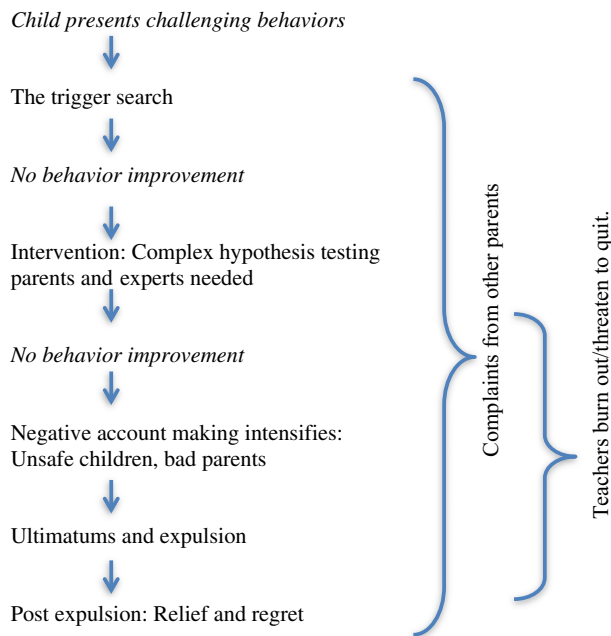 Child presents challenging behaviors
The trigger search
No behavior improvement
Intervention: Complex hypothesis testing
parents and experts needed
No behavior improvement
Negative account making intensifies:
Unsafe children, bad parents
Ultimatums and expulsion
Post expulsion: Relief and regret
Complaints from other parents
Teachers burn out/threaten to quit.